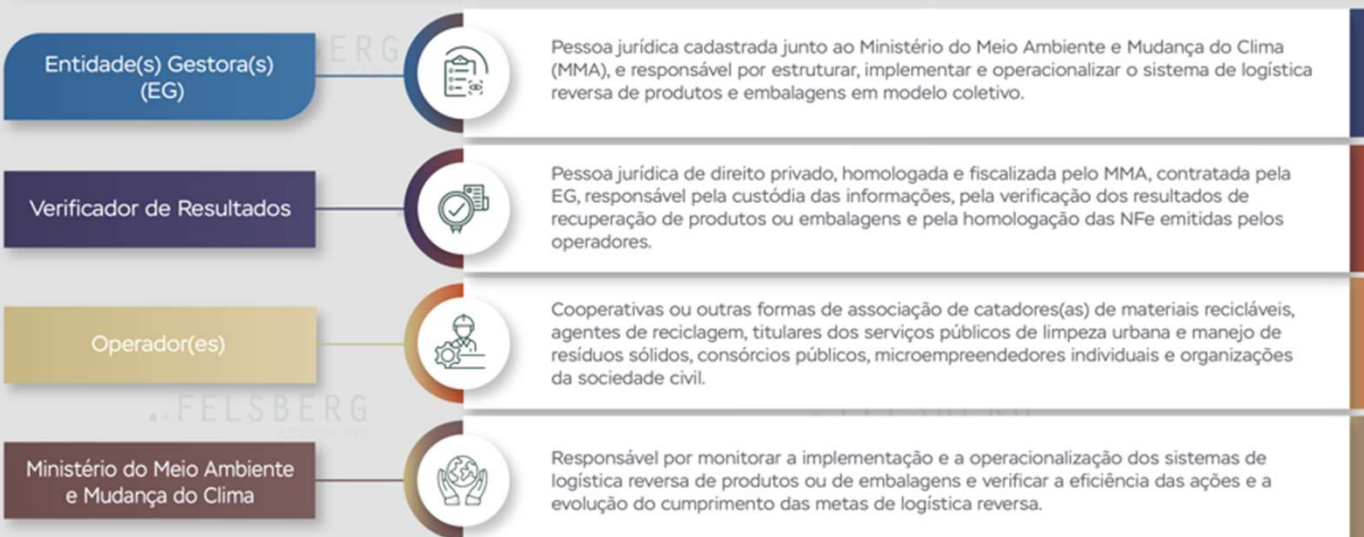 Entidade(s) Gestora(s)
(EG)
Pessoa jurídica cadastrada junto ao Ministério do Meio Ambiente e Mudança do Clima
(MMA), e responsável por estruturar, implementar e operacionalizar o sistema de logística
reversa de produtos e embalagens em modelo coletivo.
Verificador de Resultados
Pessoa jurídica de direito privado, homologada e fiscalizada pelo MMA, contratada pela
EG, responsável pela custódia das informações, pela verificação dos resultados de
recuperação de produtos ou embalagens e pela homologação das NFe emitidas pelos
operadores.
Operador(es)
Cooperativas ou outras formas de associação de catadores(as) de materiais recicláveis,
agentes de reciclagem, titulares dos serviços públicos de limpeza urbana e manejo de
resíduos sólidos, consórcios públicos, microempreendedores individuais e organizações
da sociedade civil.
FELSBERG
Ministério do Meio Ambiente
e Mudança do Clima
Responsável por monitorar a implementação e a operacionalização dos sistemas de
logística reversa de produtos ou de embalagens e verificar a eficiência das ações e a
evolução do cumprimento das metas de logística reversa.